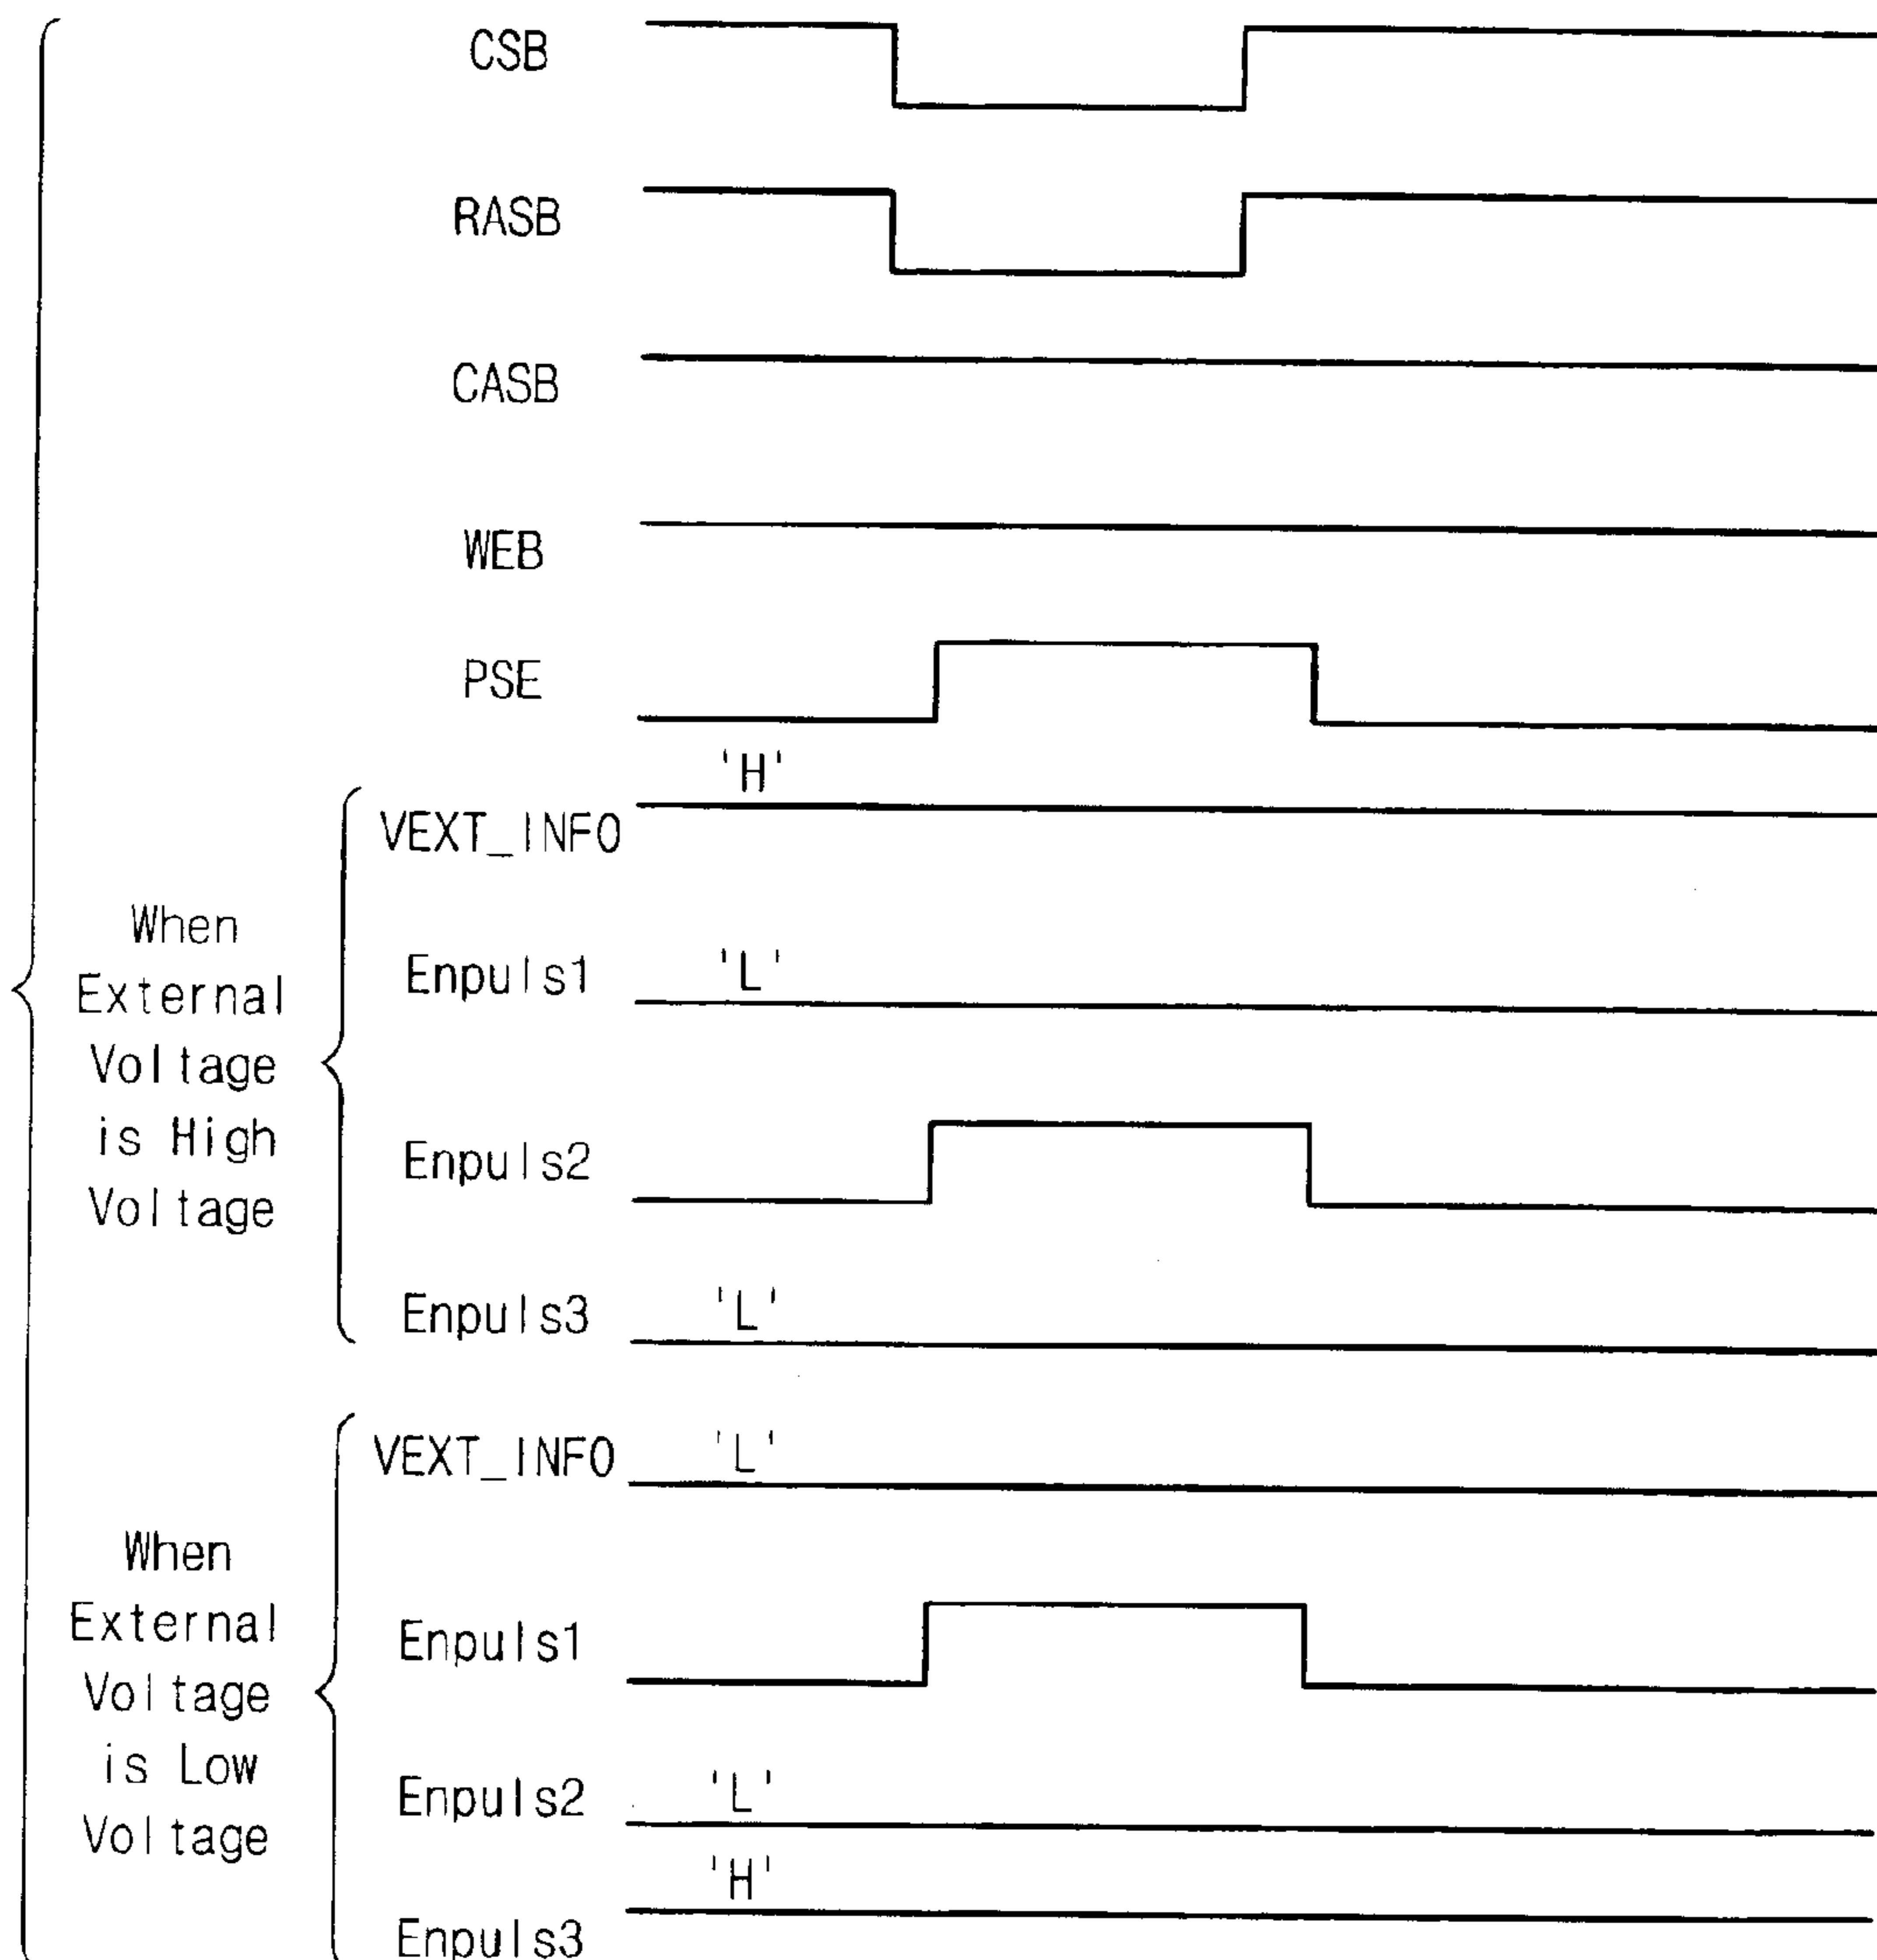 CSB
RASB
CASB
WEB
PSE
'H'
VEXT_INFO
When
External
Voltage
is High
Voltage
Enpuls1
'L'
Enpuls2
Enpuls3
'L'
VEXT_INFO
'L'
When
External
Voltage
is Low
Voltage
Enpuls1
Enpuls2
'L'
'H'
Enpuls3